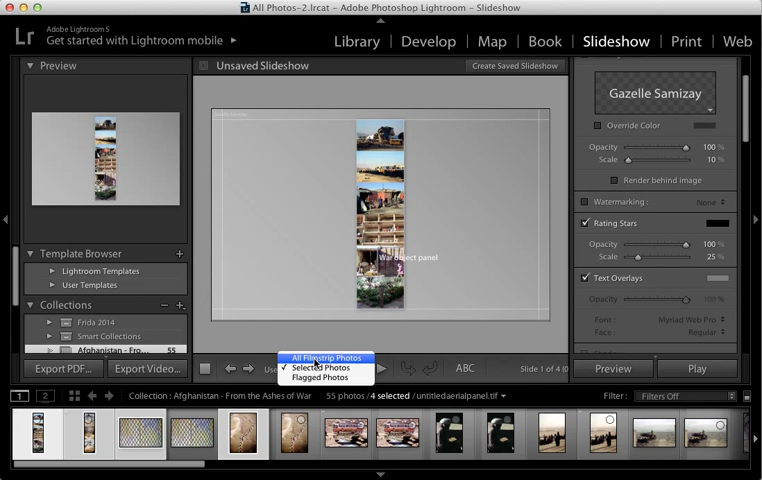 All Photos-2.lrcat – Adobe Photoshop Lightroom – Slideshow
Lr
Adobe Lightroom 5
Get started with Lightroom mobile
Library | Develop | Map | Book | Slideshow | Print | Web
Preview
Template Browser
Lightroom Templates
User Templates
Collections
Frida 2014
Smart Collections
Afghanistan - Fro... 55
Export PDF...
Export Video...
Unsaved Slideshow
Create Saved Slideshow
War object panel
Use
All Filmstrip Photos
✓ Selected Photos
Flagged Photos
ABC
Slide 1 of 4 (0
Gazelle Samizay
Override Color
Opacity 100 %
Scale 10 %
Render behind image
Watermarking : None
Rating Stars
Opacity 100 %
Scale 25 %
Text Overlays
Opacity 100 %
Font : Myriad Web Pro
Face : Regular
Preview
Play
1 2
Collection : Afghanistan - From the Ashes of War
55 photos / 4 selected / untitledaerialpanel.tif
Filter : Filters Off